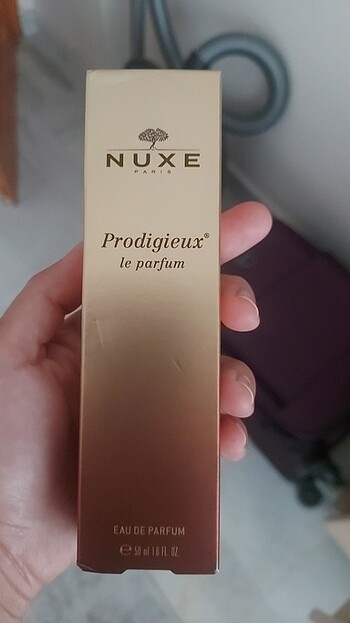 NUXE
PARIS
Prodigieux®
le parfum
EAU DE PARFUM
℮ 50 ml 1.6 FL. OZ.